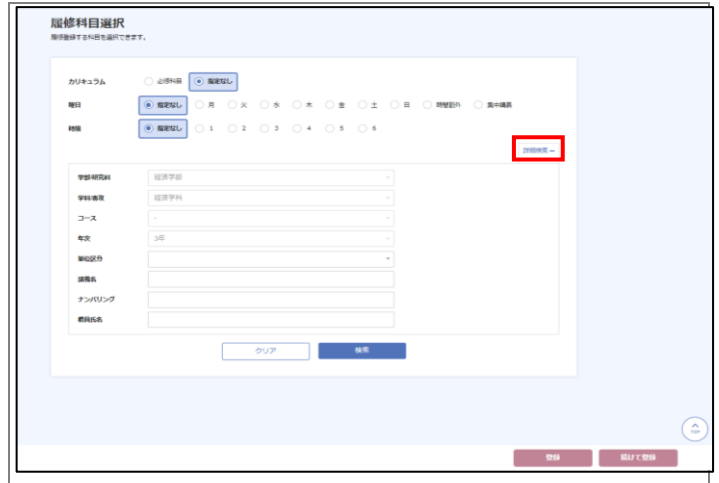 履修科目選択
履修登録する科目を選択できます。
カリキュラム 必修科目 指定なし
曜日 指定なし 月 火 水 木 金 土 日 時間割外 集中講義
時限 指定なし 1 2 3 4 5 6
詳細検索 −
学部/研究科 経済学部
学科/専攻 経済学科
コース -
年次 3年
単位区分
講義名
ナンバリング
教員氏名
クリア 検索
TOP
登録 続けて登録